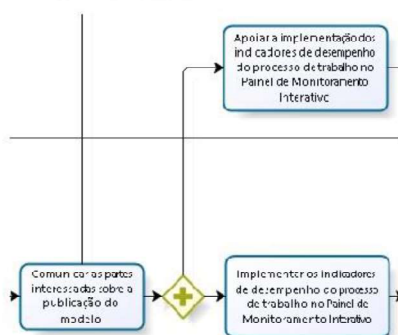 Apoiar a implementação dos
indicadores de desempenho
do processo de trabalho no
Painel de Monitoramento
Interativo
Comunicar as partes
interessadas sobre a
publicação do
modelo
Implementar os indicadores
de desempenho do processo
de trabalho no Painel de
Monitoramento Interativo